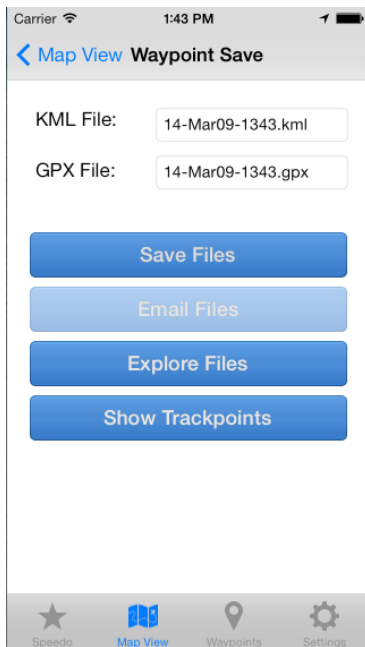 Carrier 1:43 PM
Map View Waypoint Save
KML File: 14-Mar09-1343.kml
GPX File: 14-Mar09-1343.gpx
Save Files
Email Files
Explore Files
Show Trackpoints
Speedo Map View Waypoints Settings